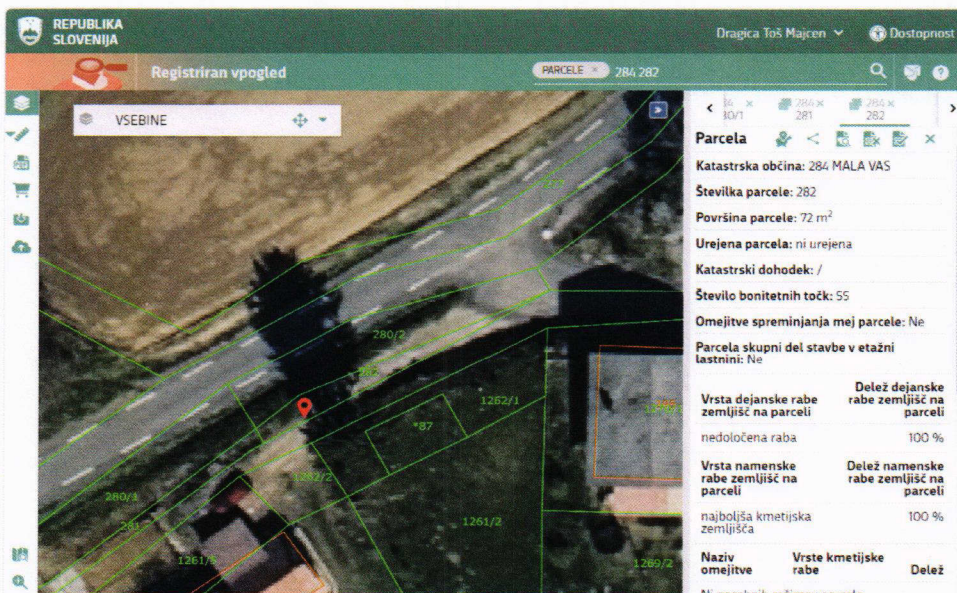 REPUBLIKA
SLOVENIJA
Dragica Toš Majcen
Dostopnost
Registriran vpogled
PARCELE × 284 282
VSEBINE
284 ×
281
284 ×
282
Parcela
Katastrska občina: 284 MALA VAS
Številka parcele: 282
Površina parcele: 72 m²
Urejena parcela: ni urejena
Katastrski dohodek: /
Število bonitetnih točk: 55
Omejitve spreminjanja mej parcele: Ne
Parcela skupni del stavbe v etažni
lastnini: Ne
Vrsta dejanske rabe
zemljišč na parceli
Delež dejanske
rabe zemljišč na
parceli
nedoločena raba 100 %
Vrsta namenske
rabe zemljišč na
parceli
Delež namenske
rabe zemljišč na
parceli
najboljša kmetijska
zemljišča
100 %
Naziv
omejitve
Vrste kmetijske
rabe
Delež
280/2
1262/1
*87
1262/2
280/1
281
1261/2
1269/2